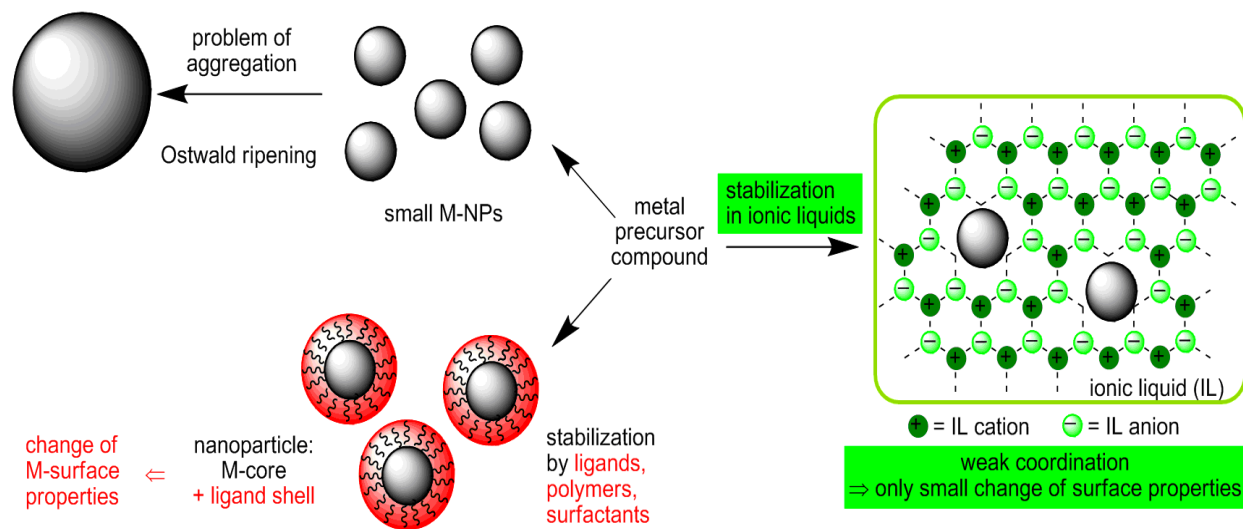 problem of
aggregation
Ostwald ripening
small M-NPs
metal
precursor
compound
stabilization
in ionic liquids
ionic liquid (IL)
+ = IL cation
− = IL anion
weak coordination
⇒ only small change of surface properties
change of
M-surface
properties
⇐
nanoparticle:
M-core
+ ligand shell
stabilization
by ligands,
polymers,
surfactants